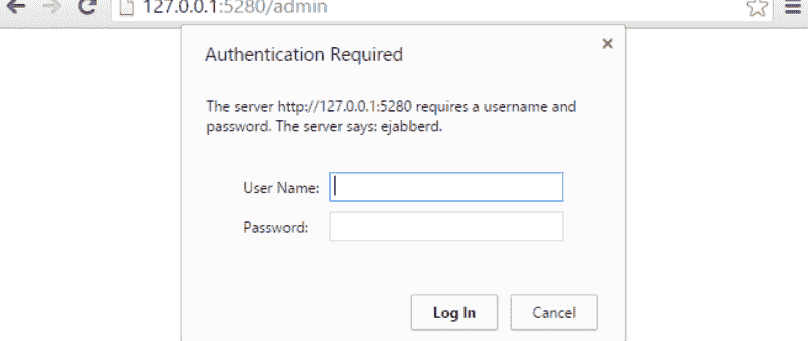 127.0.0.1:5280/admin
Authentication Required
The server http://127.0.0.1:5280 requires a username and
password. The server says: ejabberd.
User Name:
Password:
Log In Cancel